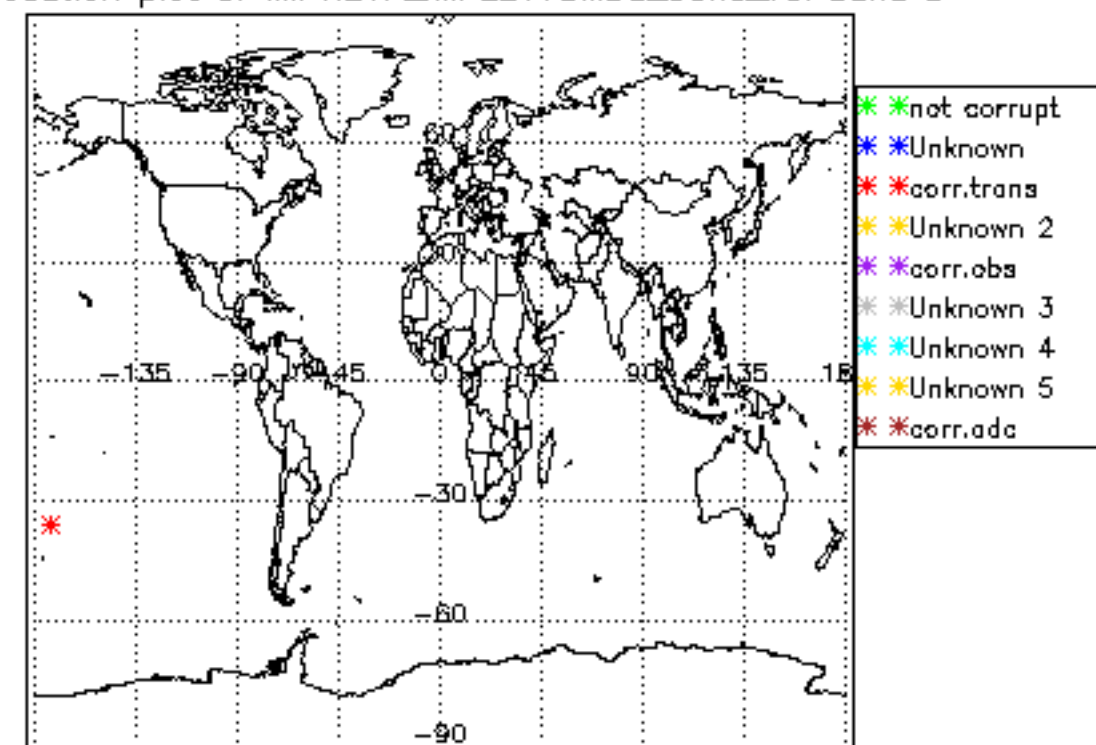 not corrupt
Unknown
corr.trans
Unknown 2
corr.obs
Unknown 3
Unknown 4
Unknown 5
corr.adc
60
-135 -90 -45 0 45 90 135
-30
-60
-90